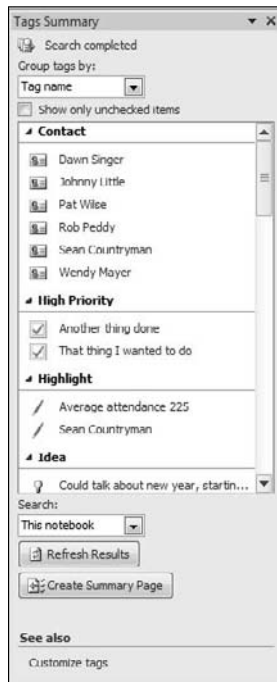 Tags Summary
Search completed
Group tags by:
Tag name
Show only unchecked items
Contact
Dawn Singer
Johnny Little
Pat Wise
Rob Peddy
Sean Countryman
Wendy Mayer
High Priority
Another thing done
That thing I wanted to do
Highlight
Average attendance 225
Sean Countryman
Idea
Could talk about new year, startin...
Search:
This notebook
Refresh Results
Create Summary Page
See also
Customize tags